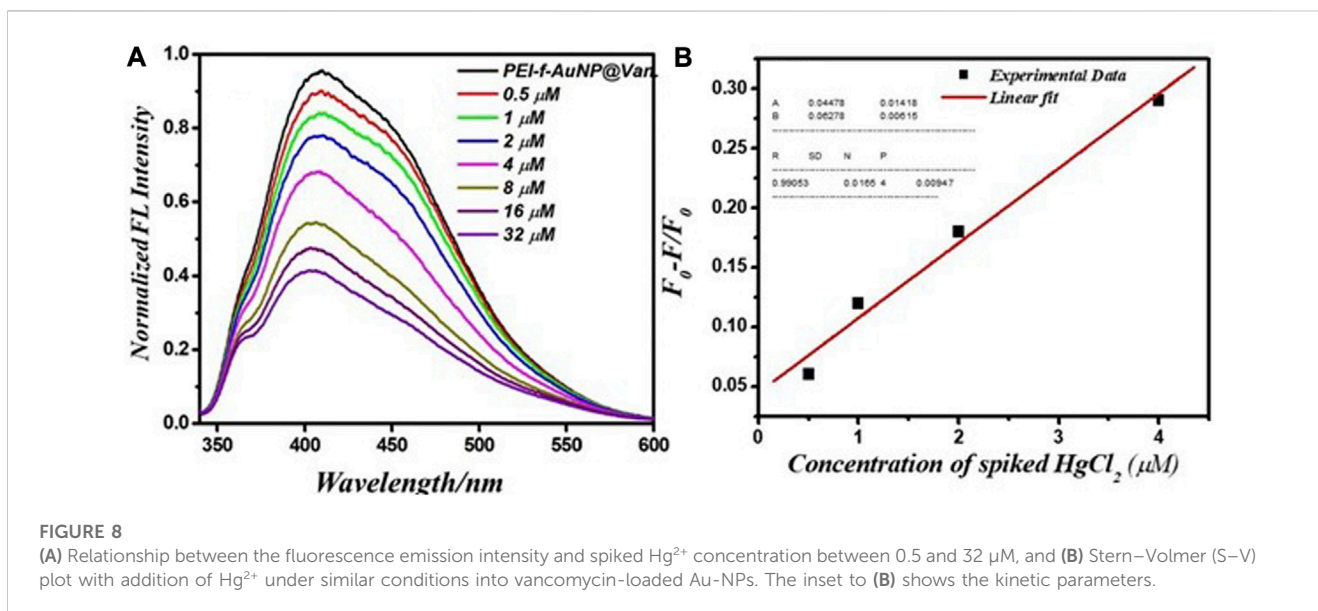 A
Normalized FL Intensity
1.0
0.8
0.6
0.4
0.2
0.0
PEI-f-AuNP@Van.
0.5 µM
1 µM
2 µM
4 µM
8 µM
16 µM
32 µM
350 400 450 500 550 600
Wavelength/nm
B
F₀-F/F₀
0.30
0.25
0.20
0.15
0.10
0.05
Experimental Data
Linear fit
A 0.04478 0.01418
B 0.06278 0.00615
R SD N P
0.99053 0.0165 4 0.00947
0 1 2 3 4
Concentration of spiked HgCl₂ (µM)
FIGURE 8
(A) Relationship between the fluorescence emission intensity and spiked Hg²⁺ concentration between 0.5 and 32 µM, and (B) Stern–Volmer (S–V)
plot with addition of Hg²⁺ under similar conditions into vancomycin-loaded Au-NPs. The inset to (B) shows the kinetic parameters.